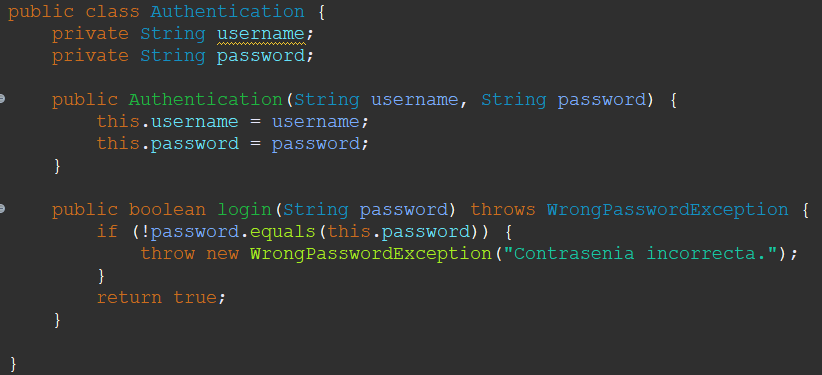 public class Authentication {
    private String username;
    private String password;

    public Authentication(String username, String password) {
        this.username = username;
        this.password = password;
    }

    public boolean login(String password) throws WrongPasswordException {
        if (!password.equals(this.password)) {
            throw new WrongPasswordException("Contrasenia incorrecta.");
        }
        return true;
    }

}